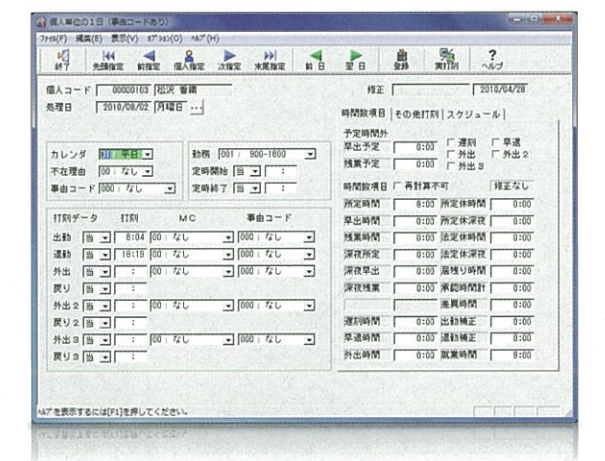 個人単位の1日（事由コードあり）
ﾌｧｲﾙ(F) 編集(E) 表示(V) ｵﾌﾟｼｮﾝ(O) ﾍﾙﾌﾟ(H)
終了 先頭指定 前指定 個人指定 次指定 末尾指定 前 日 翌 日 登録 実打刻 ヘルプ
個人コード 00000103 松沢 香織 修正 2010/04/28
処理日 2010/08/02 月曜日 ...
時間数項目 その他打刻 スケジュール
予定時間外
早出予定 0:00 遅刻 早退
外出 外出２
残業予定 0:00 外出３
カレンダ 平日
不在理由 00： なし
事由コード 000： なし
勤務 001： 900-1800
定時開始 当 ：
定時終了 当 ：
時間数項目 再計算不可 修正なし
所定時間 8:00 所定休時間 0:00
早出時間 0:00 所定休深夜 0:00
残業時間 0:00 法定休時間 0:00
深夜所定 0:00 法定休深夜 0:00
深夜早出 0:00 居残り時間 0:00
深夜残業 0:00 承認時間計 0:00
差異時間 0:00
遅刻時間 0:00 出勤補正 0:00
早退時間 0:00 退勤補正 0:00
外出時間 0:00 就業時間 8:00
打刻データ 打刻 ＭＣ 事由コード
出勤 当 8:04 00： なし 000： なし
退勤 当 18:19 00： なし 000： なし
外出 当 ： 00： なし 000： なし
戻り 当 ：
外出２ 当 ： 00： なし 000： なし
戻り２ 当 ：
外出３ 当 ： 00： なし 000： なし
戻り３ 当 ：
ﾍﾙﾌﾟを表示するには[F1]を押してください。